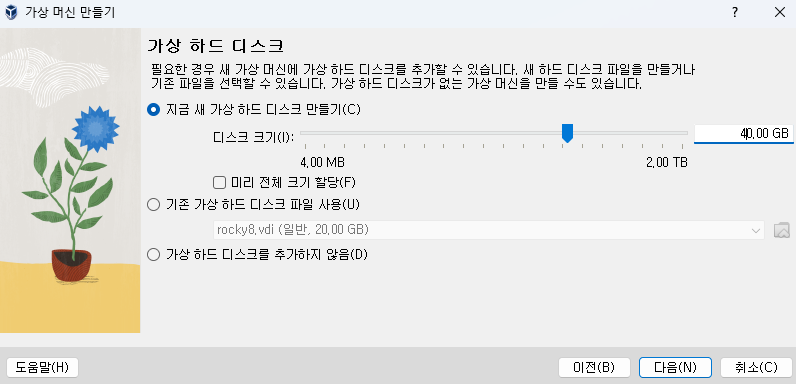 가상 머신 만들기
?
가상 하드 디스크
필요한 경우 새 가상 머신에 가상 하드 디스크를 추가할 수 있습니다. 새 하드 디스크 파일을 만들거나
기존 파일을 선택할 수 있습니다. 가상 하드 디스크가 없는 가상 머신을 만들 수도 있습니다.
지금 새 가상 하드 디스크 만들기(C)
디스크 크기(I):
40,00 GB
4,00 MB
2,00 TB
미리 전체 크기 할당(F)
기존 가상 하드 디스크 파일 사용(U)
rocky8.vdi (일반, 20,00 GB)
가상 하드 디스크를 추가하지 않음(D)
도움말(H)
이전(B)
다음(N)
취소(C)